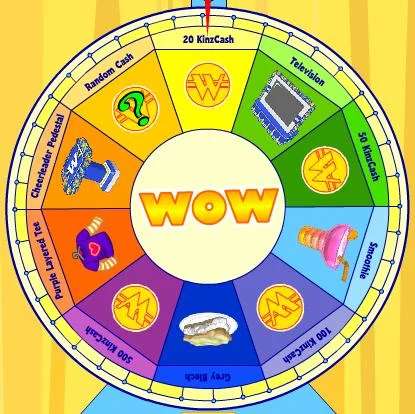 20 KinzCash
Television
50 KinzCash
Smoothie
100 KinzCash
Grey Blech
500 KinzCash
Purple Layered Tee
Cheerleader Pedestal
Random Cash
WOW